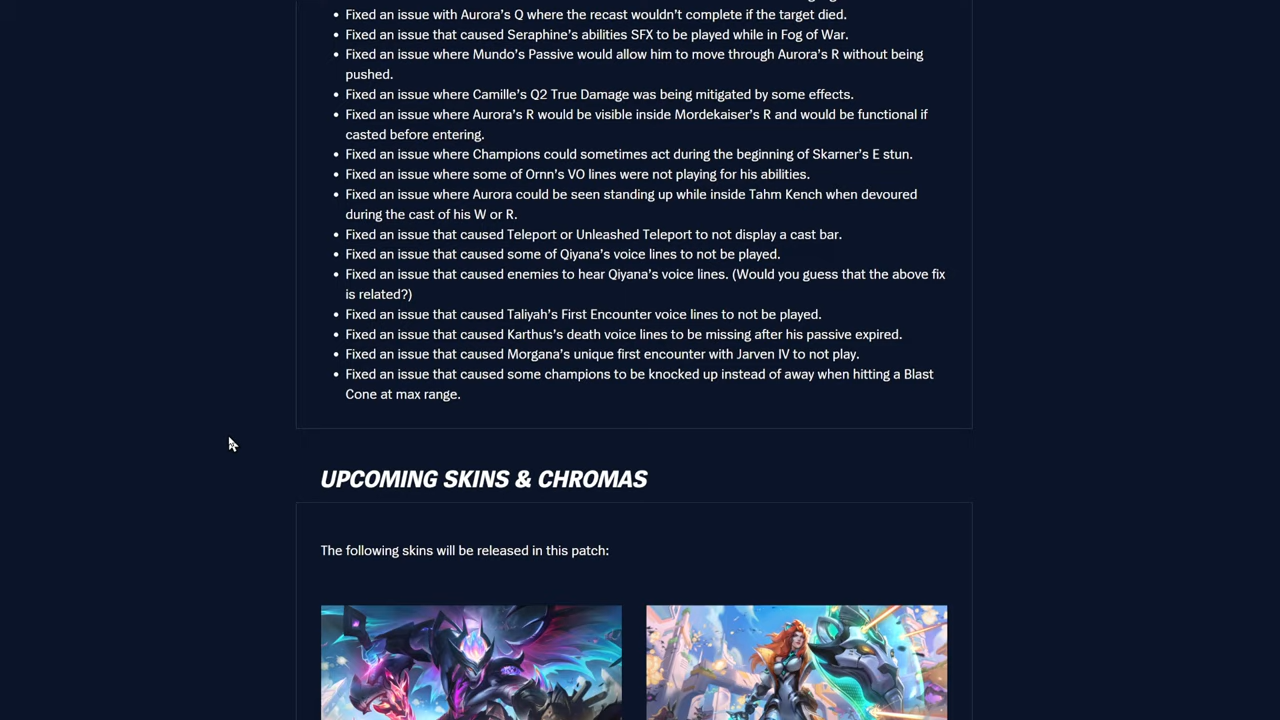 Fixed an issue with Aurora's Q where the recast wouldn't complete if the target died.
Fixed an issue that caused Seraphine's abilities SFX to be played while in Fog of War.
Fixed an issue where Mundo's Passive would allow him to move through Aurora's R without being
pushed.
Fixed an issue where Camille's Q2 True Damage was being mitigated by some effects.
Fixed an issue where Aurora's R would be visible inside Mordekaiser's R and would be functional if
casted before entering.
Fixed an issue where Champions could sometimes act during the beginning of Skarner's E stun.
Fixed an issue where some of Ornn's VO lines were not playing for his abilities.
Fixed an issue where Aurora could be seen standing up while inside Tahm Kench when devoured
during the cast of his W or R.
Fixed an issue that caused Teleport or Unleashed Teleport to not display a cast bar.
Fixed an issue that caused some of Qiyana's voice lines to not be played.
Fixed an issue that caused enemies to hear Qiyana's voice lines. (Would you guess that the above fix
is related?)
Fixed an issue that caused Taliyah's First Encounter voice lines to not be played.
Fixed an issue that caused Karthus's death voice lines to be missing after his passive expired.
Fixed an issue that caused Morgana's unique first encounter with Jarven IV to not play.
Fixed an issue that caused some champions to be knocked up instead of away when hitting a Blast
Cone at max range.
UPCOMING SKINS & CHROMAS
The following skins will be released in this patch: